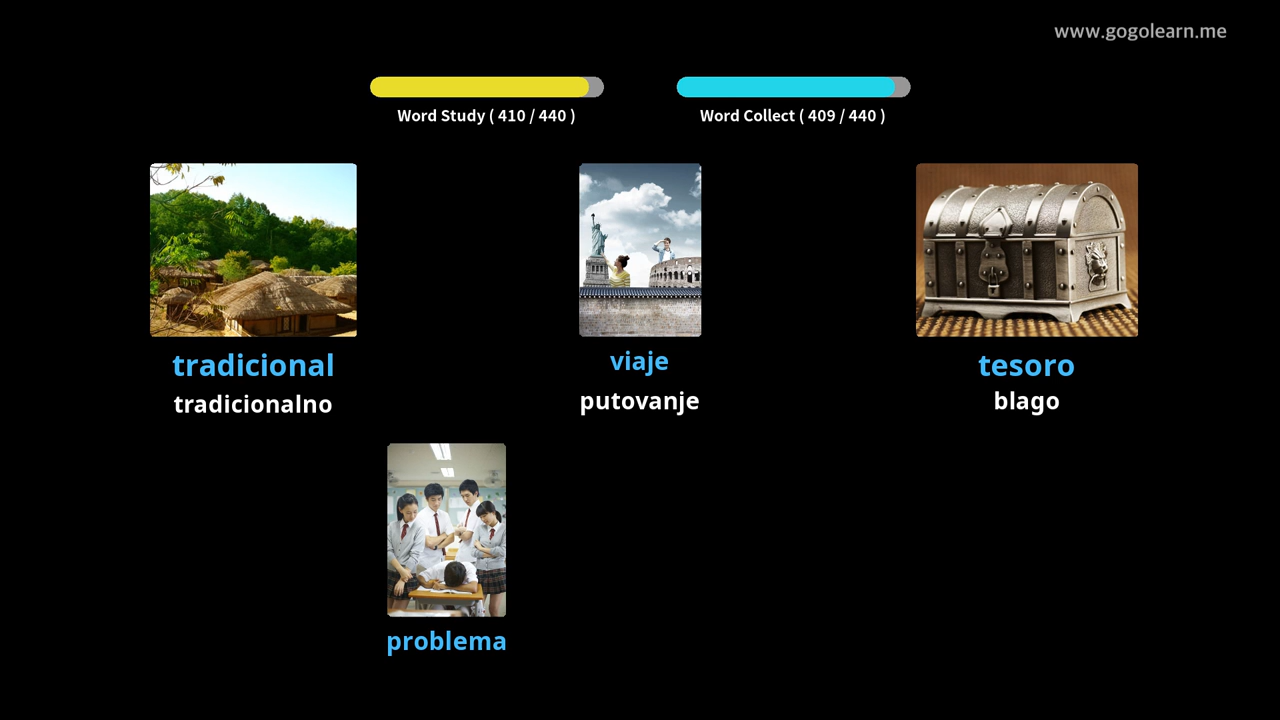 www.gogolearn.me
Word Study ( 410 / 440 )
Word Collect ( 409 / 440 )
tradicional
tradicionalno
viaje
putovanje
tesoro
blago
problema